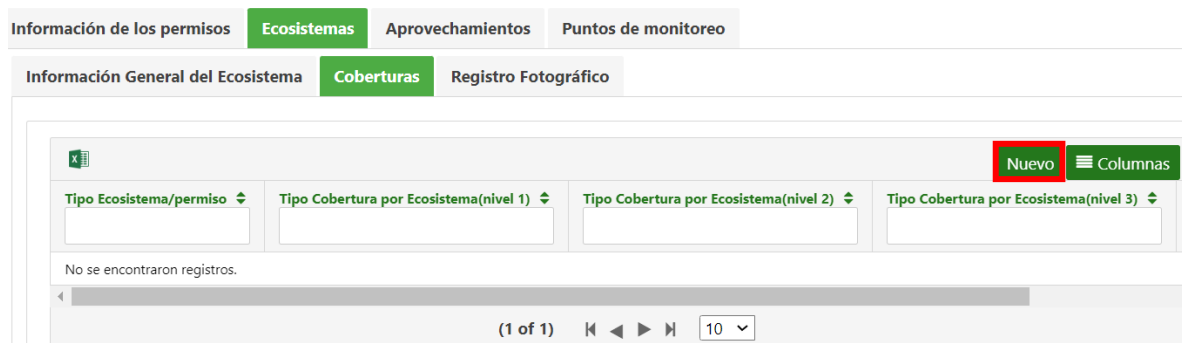 Información de los permisos Ecosistemas Aprovechamientos Puntos de monitoreo
Información General del Ecosistema Coberturas Registro Fotográfico
Nuevo Columnas
Tipo Ecosistema/permiso Tipo Cobertura por Ecosistema(nivel 1) Tipo Cobertura por Ecosistema(nivel 2) Tipo Cobertura por Ecosistema(nivel 3)
No se encontraron registros.
(1 of 1) 10